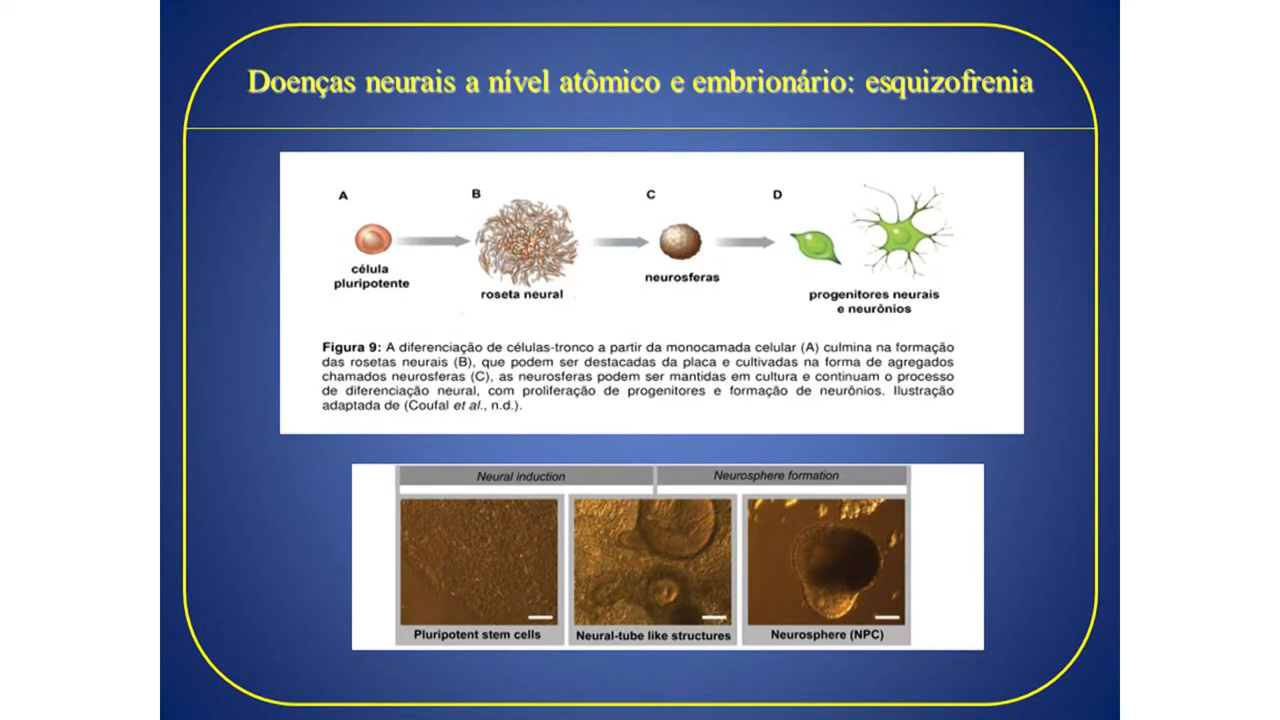 Doenças neurais a nível atômico e embrionário: esquizofrenia
A
B
C
D
célula
pluripotente
roseta neural
neurosferas
progenitores neurais
e neurônios
Figura 9: A diferenciação de células-tronco a partir da monocamada celular (A) culmina na formação
das rosetas neurais (B), que podem ser destacadas da placa e cultivadas na forma de agregados
chamados neurosferas (C), as neurosferas podem ser mantidas em cultura e continuam o processo
de diferenciação neural, com proliferação de progenitores e formação de neurônios. Ilustração
adaptada de (Coufal et al., n.d.).
Neural induction
Neurosphere formation
Pluripotent stem cells
Neural-tube like structures
Neurosphere (NPC)